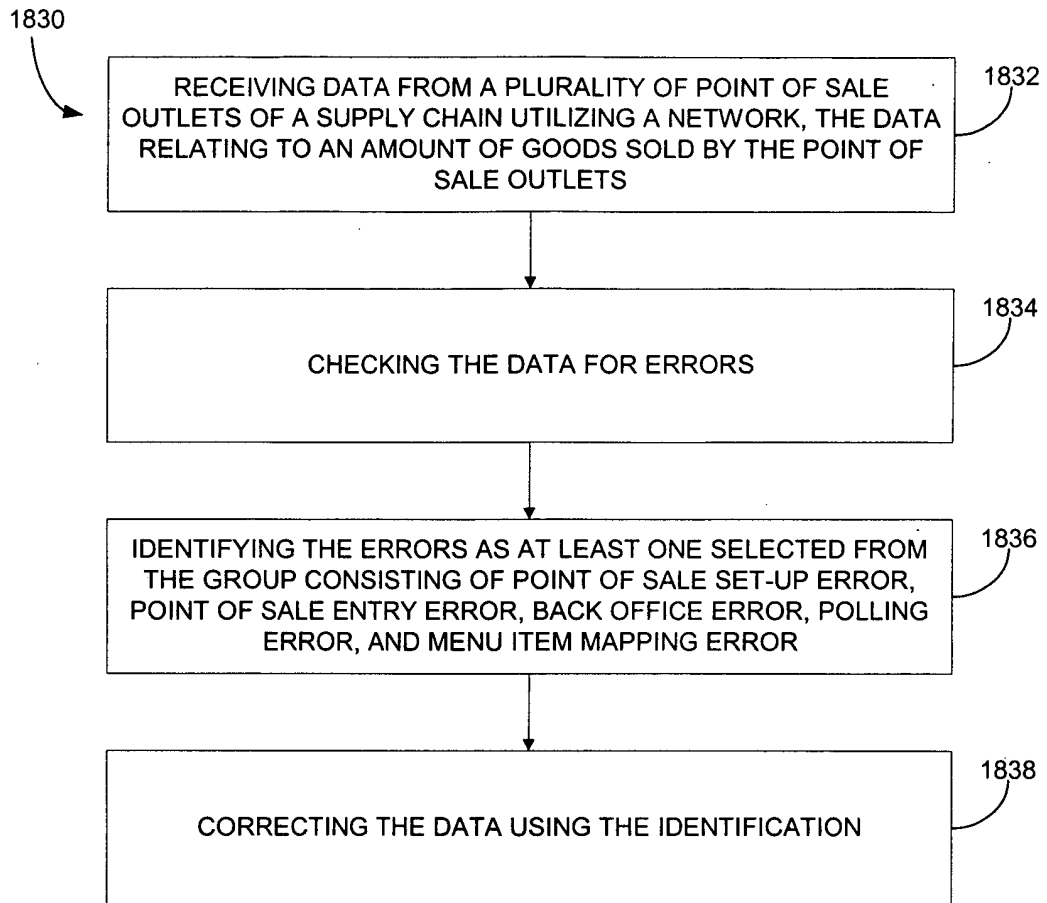 1830
RECEIVING DATA FROM A PLURALITY OF POINT OF SALE
OUTLETS OF A SUPPLY CHAIN UTILIZING A NETWORK, THE DATA
RELATING TO AN AMOUNT OF GOODS SOLD BY THE POINT OF
SALE OUTLETS
1832
CHECKING THE DATA FOR ERRORS
1834
IDENTIFYING THE ERRORS AS AT LEAST ONE SELECTED FROM
THE GROUP CONSISTING OF POINT OF SALE SET-UP ERROR,
POINT OF SALE ENTRY ERROR, BACK OFFICE ERROR, POLLING
ERROR, AND MENU ITEM MAPPING ERROR
1836
CORRECTING THE DATA USING THE IDENTIFICATION
1838